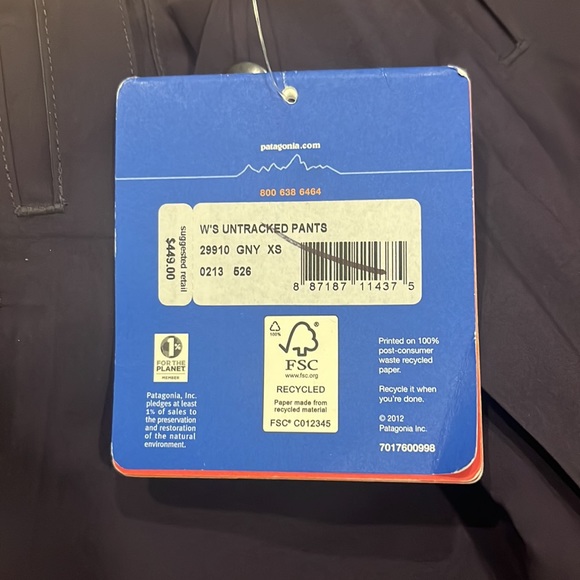 patagonia.com
800 638 6464
suggested retail
$449.00
W'S UNTRACKED PANTS
29910 GNY XS
0213 526
8 87187 11437 5
1%
FOR THE
PLANET
MEMBER
Patagonia, Inc.
pledges at least
1% of sales to
the preservation
and restoration
of the natural
environment.
100%
FSC
www.fsc.org
RECYCLED
Paper made from
recycled material
FSC® C012345
Printed on 100%
post-consumer
waste recycled
paper.
Recycle it when
you're done.
© 2012
Patagonia Inc.
7017600998